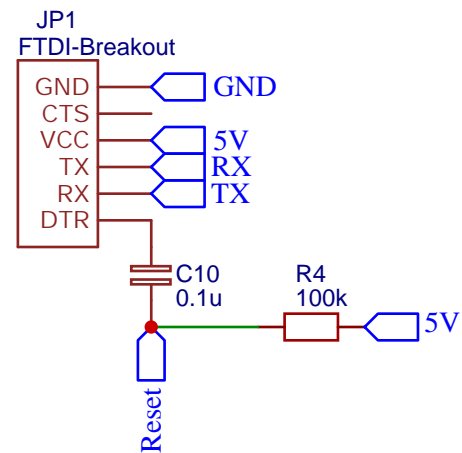 JP1
FTDI-Breakout
GND
GND
CTS
VCC
5V
TX
RX
RX
TX
DTR
C10
0.1u
R4
100k
5V
Reset